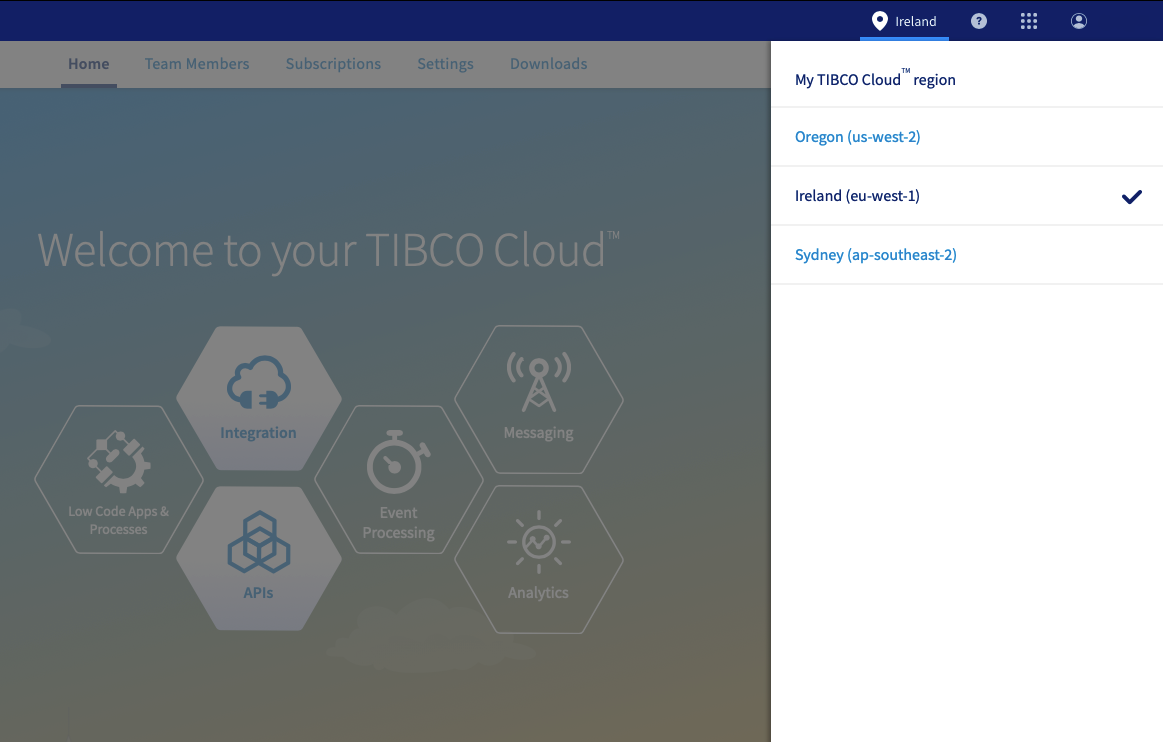 Ireland
?
Home Team Members Subscriptions Settings Downloads
My TIBCO Cloud™ region
Oregon (us-west-2)
Ireland (eu-west-1)
Sydney (ap-southeast-2)
Welcome to your TIBCO Cloud™
Integration
Messaging
Low Code Apps &
Processes
Event
Processing
APIs
Analytics